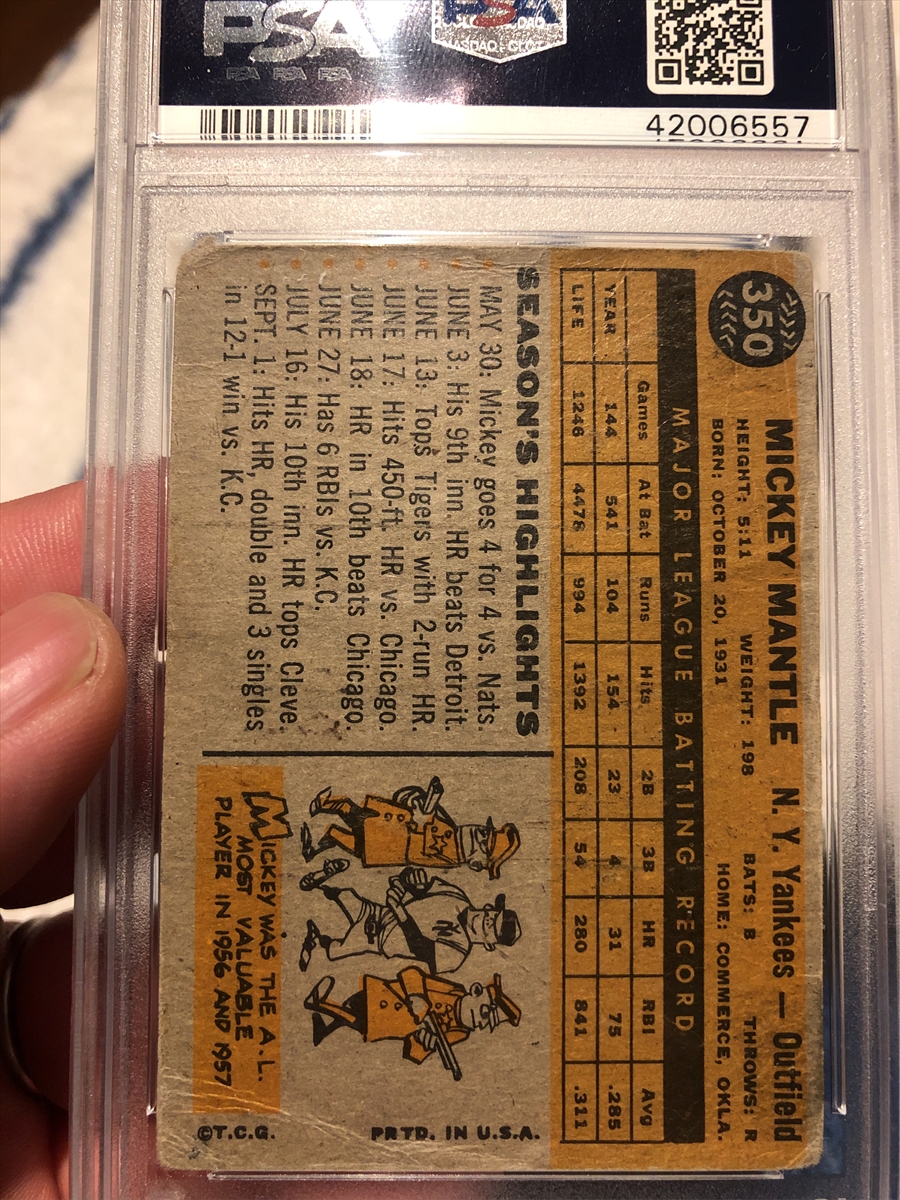 PSA
PSA PSA PSA
PSA
NASDAQ: CLCT
42006557
350
MICKEY MANTLE N. Y. Yankees — Outfield
HEIGHT: 5:11 WEIGHT: 198 BATS: B THROWS: R
BORN: OCTOBER 20, 1931 HOME: COMMERCE, OKLA.
MAJOR LEAGUE BATTING RECORD
Games At Bat Runs Hits 2B 3B HR RBI Avg
YEAR 144 541 104 154 23 4 31 75 .285
LIFE 1246 4478 994 1392 208 54 280 841 .311
SEASON'S HIGHLIGHTS
MAY 30: Mickey goes 4 for 4 vs. Nats.
JUNE 3: His 9th inn. HR beats Detroit.
JUNE 13: Tops Tigers with 2-run HR.
JUNE 17: Hits 450-ft. HR vs. Chicago.
JUNE 18: HR in 10th beats Chicago.
JUNE 27: Has 6 RBIs vs. K.C.
JULY 16: His 10th inn. HR tops Cleve.
SEPT. 1: Hits HR, double and 3 singles
in 12-1 win vs. K.C.
N
MICKEY WAS THE A.L.
MOST VALUABLE
PLAYER IN 1956 AND 1957
©T.C.G. PRTD. IN U.S.A.